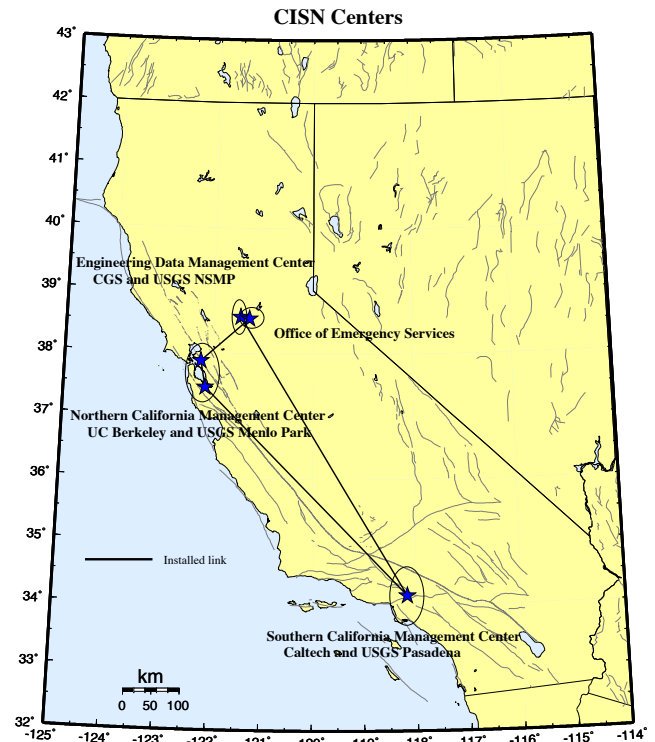 CISN Centers
43°
42°
41°
40°
39°
38°
37°
36°
35°
34°
33°
32°
Engineering Data Management Center
CGS and USGS NSMP
Office of Emergency Services
Northern California Management Center
UC Berkeley and USGS Menlo Park
Installed link
Southern California Management Center
Caltech and USGS Pasadena
km
0 50 100
-125° -124° -123° -122° -121° -120° -119° -118° -117° -116° -115° -114°